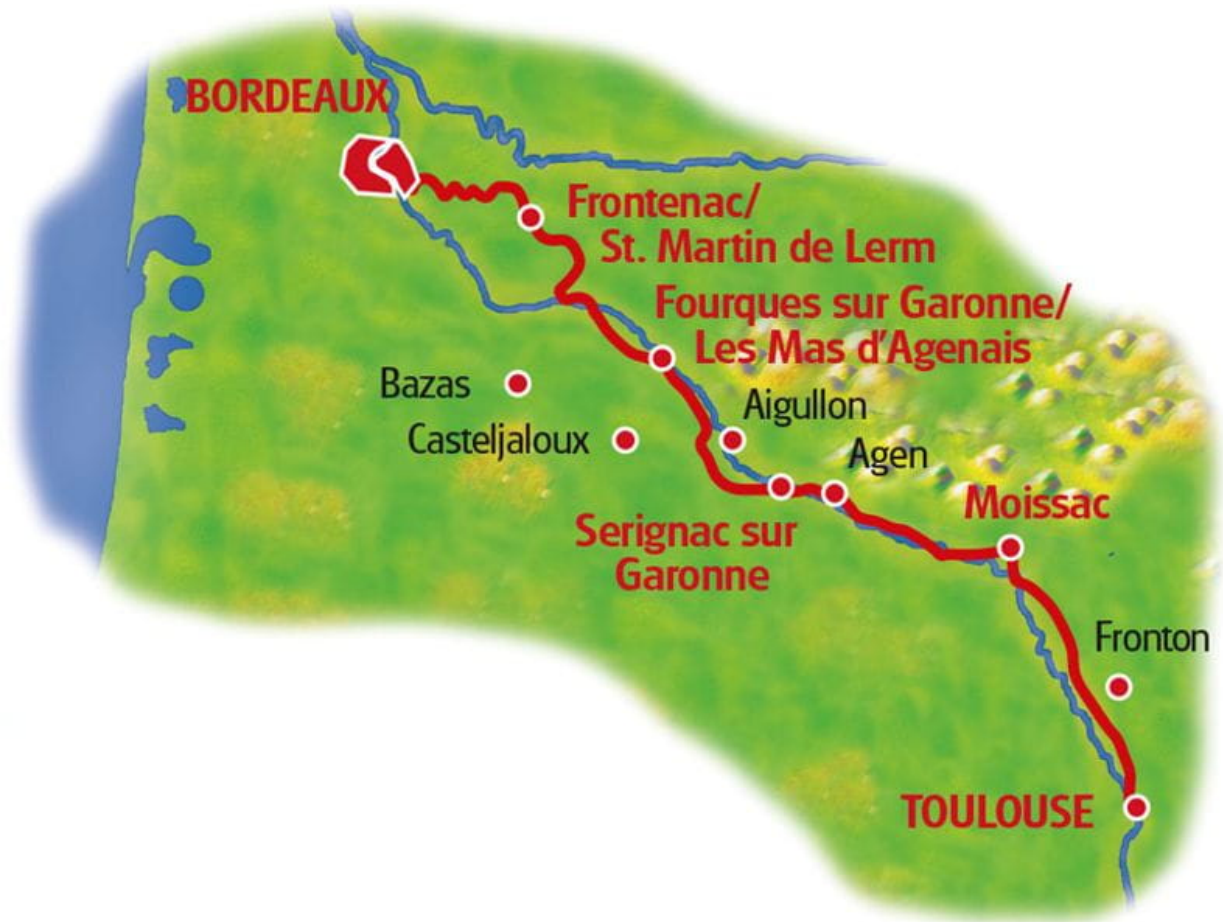 BORDEAUX
Frontenac/
St. Martin de Lerm
Fourques sur Garonne/
Les Mas d'Agenais
Bazas
Aigullon
Casteljaloux
Agen
Moissac
Serignac sur
Garonne
Fronton
TOULOUSE